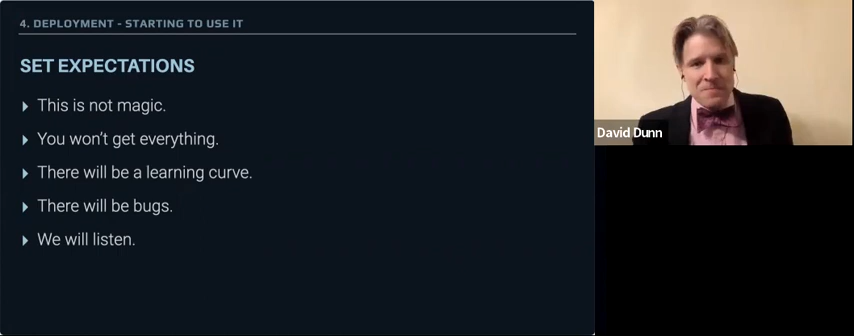 4. DEPLOYMENT - STARTING TO USE IT
SET EXPECTATIONS
This is not magic.
You won't get everything.
There will be a learning curve.
There will be bugs.
We will listen.
David Dunn